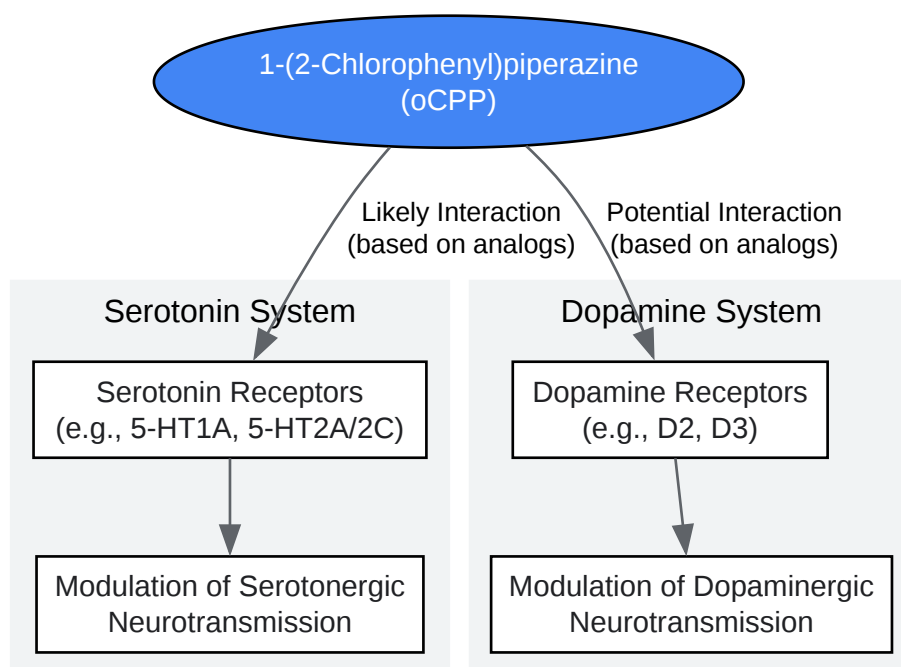 1-(2-Chlorophenyl)piperazine
(oCPP)
Likely Interaction
(based on analogs)
Potential Interaction
(based on analogs)
Serotonin System
Serotonin Receptors
(e.g., 5-HT1A, 5-HT2A/2C)
Modulation of Serotonergic
Neurotransmission
Dopamine System
Dopamine Receptors
(e.g., D2, D3)
Modulation of Dopaminergic
Neurotransmission